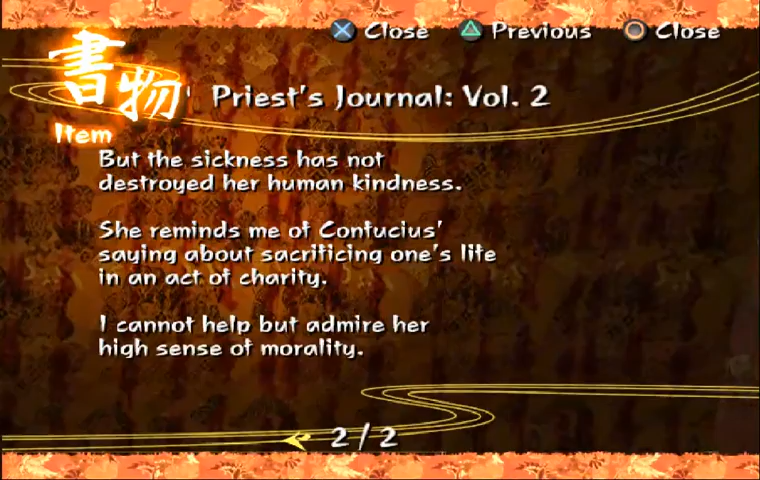 Close Previous Close
書物
Item
Priest's Journal: Vol. 2
But the sickness has not
destroyed her human kindness.
She reminds me of Confucius'
saying about sacrificing one's life
in an act of charity.
I cannot help but admire her
high sense of morality.
2/2